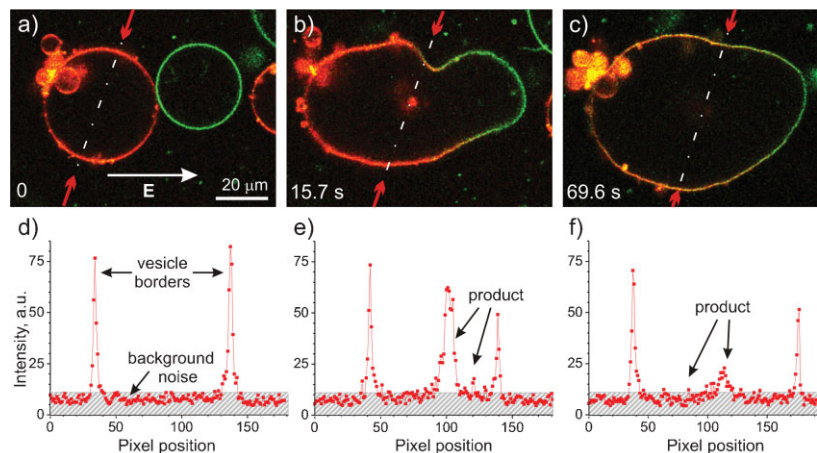 a)
b)
c)
0
E
20 μm
15.7 s
69.6 s
d)
e)
f)
Intensity, a.u.
75
50
25
0
vesicle
borders
background
noise
0
50
100
150
Pixel position
75
50
25
0
product
0
50
100
150
Pixel position
75
50
25
0
product
0
50
100
150
Pixel position